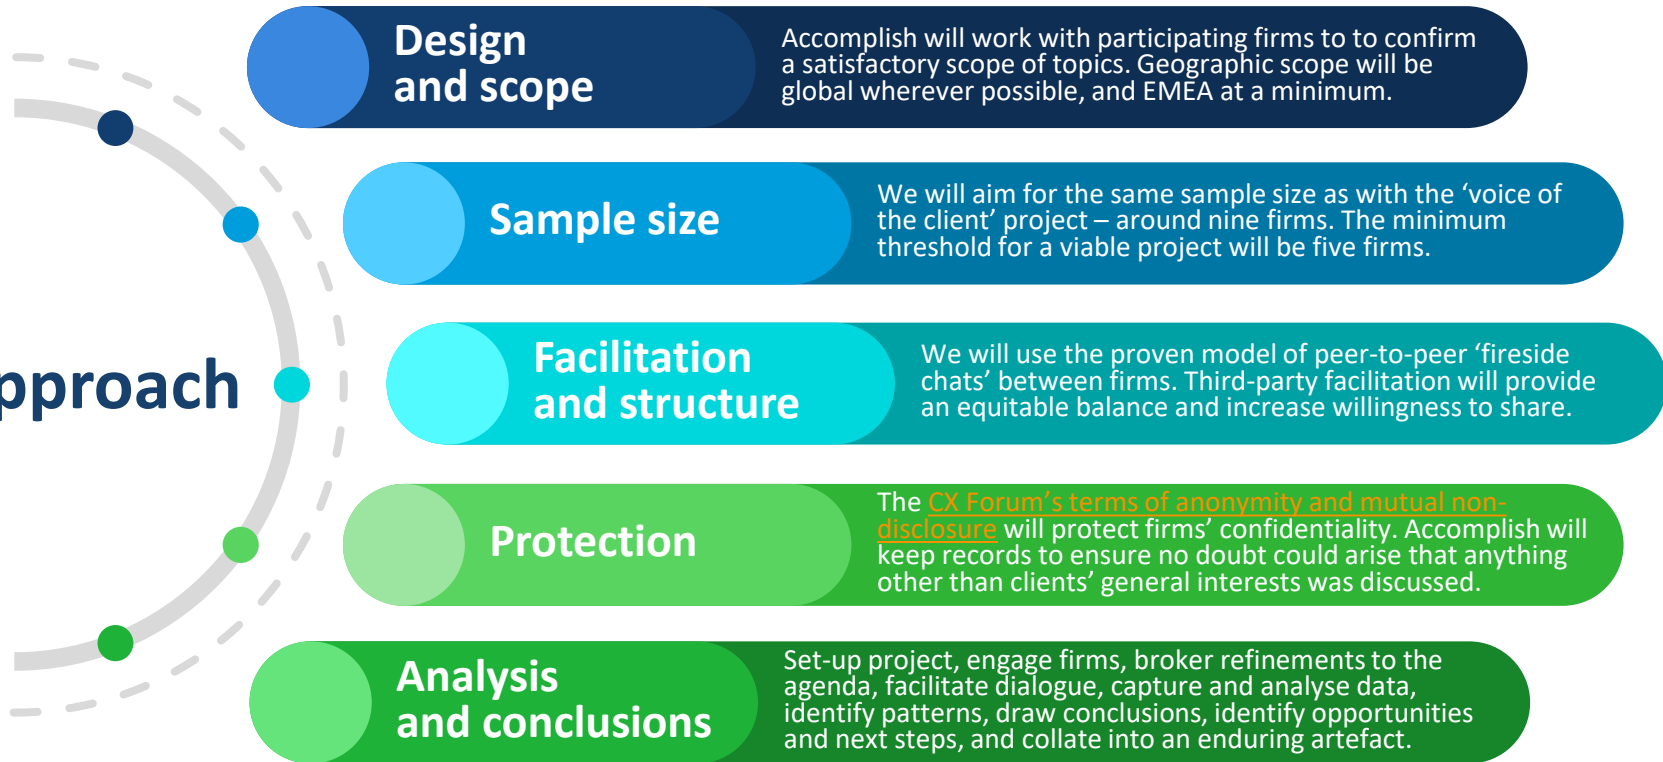 Design
and scope
Accomplish will work with participating firms to to confirm
a satisfactory scope of topics. Geographic scope will be
global wherever possible, and EMEA at a minimum.
Sample size
We will aim for the same sample size as with the ‘voice of
the client’ project – around nine firms. The minimum
threshold for a viable project will be five firms.
pproach
Facilitation
and structure
We will use the proven model of peer-to-peer ‘fireside
chats’ between firms. Third-party facilitation will provide
an equitable balance and increase willingness to share.
Protection
The CX Forum’s terms of anonymity and mutual non-
disclosure will protect firms’ confidentiality. Accomplish will
keep records to ensure no doubt could arise that anything
other than clients’ general interests was discussed.
Analysis
and conclusions
Set-up project, engage firms, broker refinements to the
agenda, facilitate dialogue, capture and analyse data,
identify patterns, draw conclusions, identify opportunities
and next steps, and collate into an enduring artefact.